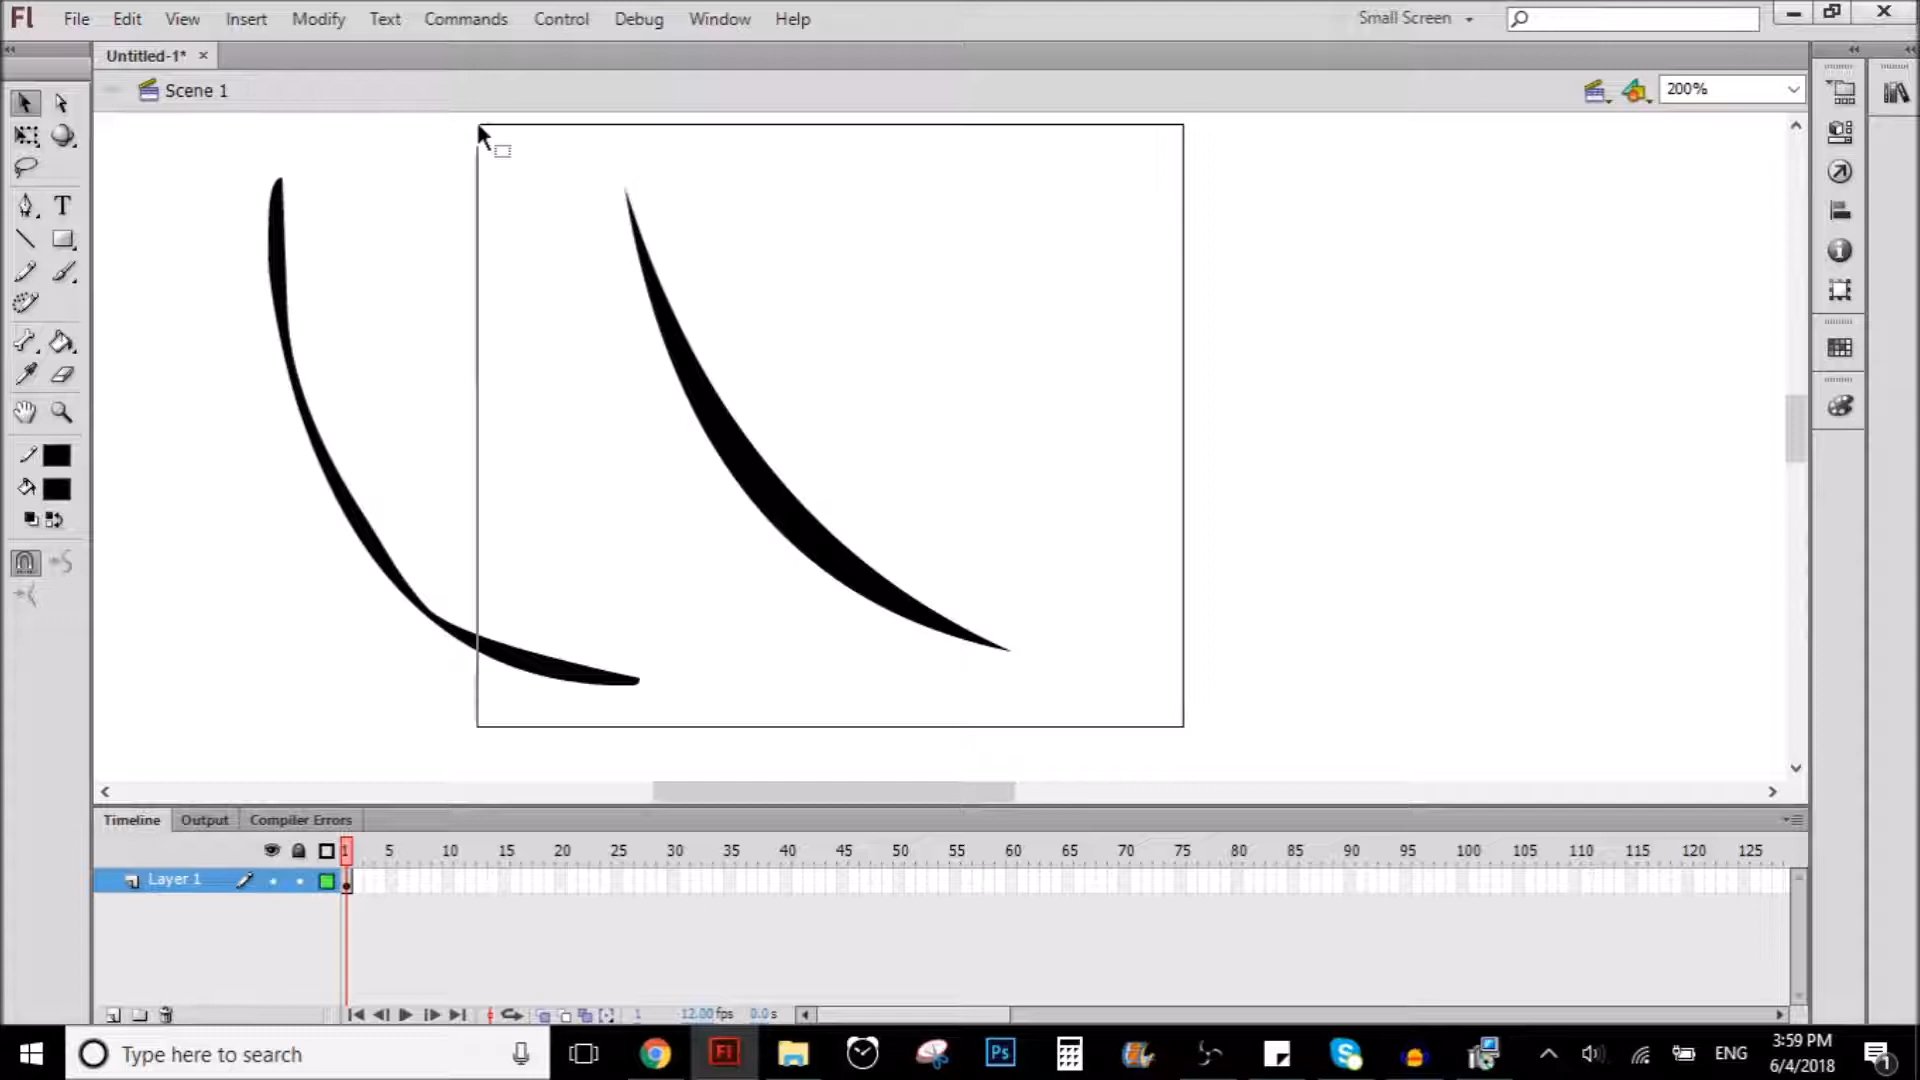 Fl File Edit View Insert Modify Text Commands Control Debug Window Help Small Screen
Untitled-1* ×
Scene 1 200%
T
Timeline Output Compiler Errors
1 5 10 15 20 25 30 35 40 45 50 55 60 65 70 75 80 85 90 95 100 105 110 115 120 125
Layer 1
1 12.00 fps 0.0 s
Type here to search Fl Ps S ENG 3:59 PM
6/4/2018 1